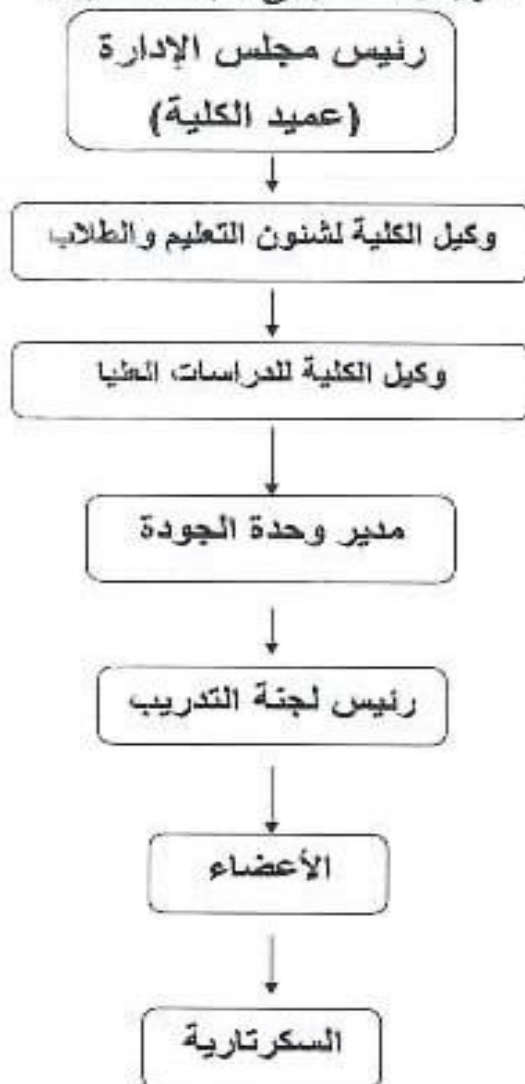 رئيس مجلس الإدارة
(عميد الكلية)
وكيل الكلية لشئون التعليم والطلاب
وكيل الكلية للدراسات العليا
مدير وحدة الجودة
رئيس لجنة التدريب
الأعضاء
السكرتارية